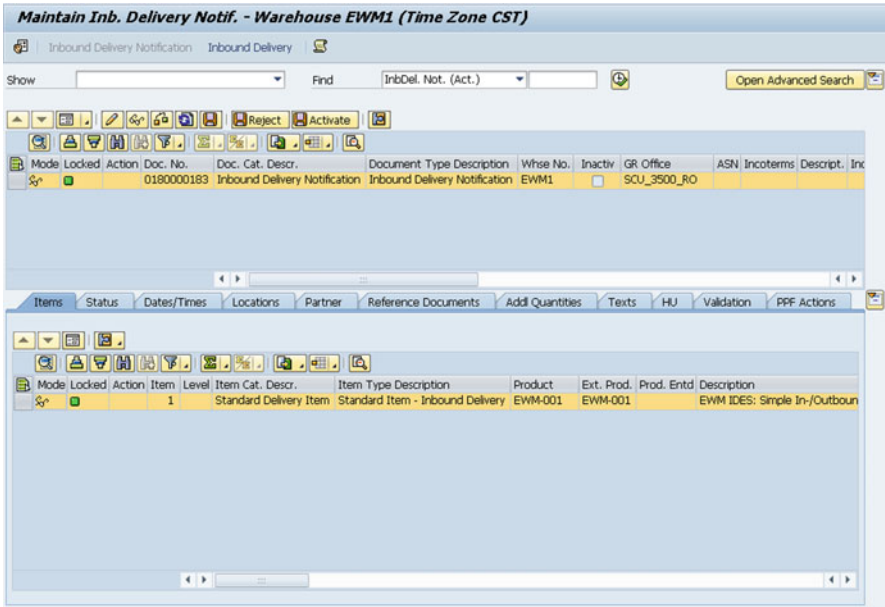 Maintain Inb. Delivery Notif. - Warehouse EWM1 (Time Zone CST)
Inbound Delivery Notification Inbound Delivery
Show Find InbDel. Not. (Act.) Open Advanced Search
Reject Activate
Mode Locked Action Doc. No. Doc. Cat. Descr. Document Type Description Whse No. Inactiv GR Office ASN Incoterms Descript. Inc
0180000183 Inbound Delivery Notification Inbound Delivery Notification EWM1 SCU_3500_RO
Items Status Dates/Times Locations Partner Reference Documents Addl Quantities Texts HU Validation PPF Actions
Mode Locked Action Item Level Item Cat. Descr. Item Type Description Product Ext. Prod. Prod. Entd Description
1 Standard Delivery Item Standard Item - Inbound Delivery EWM-001 EWM-001 EWM IDES: Simple In-/Outboun